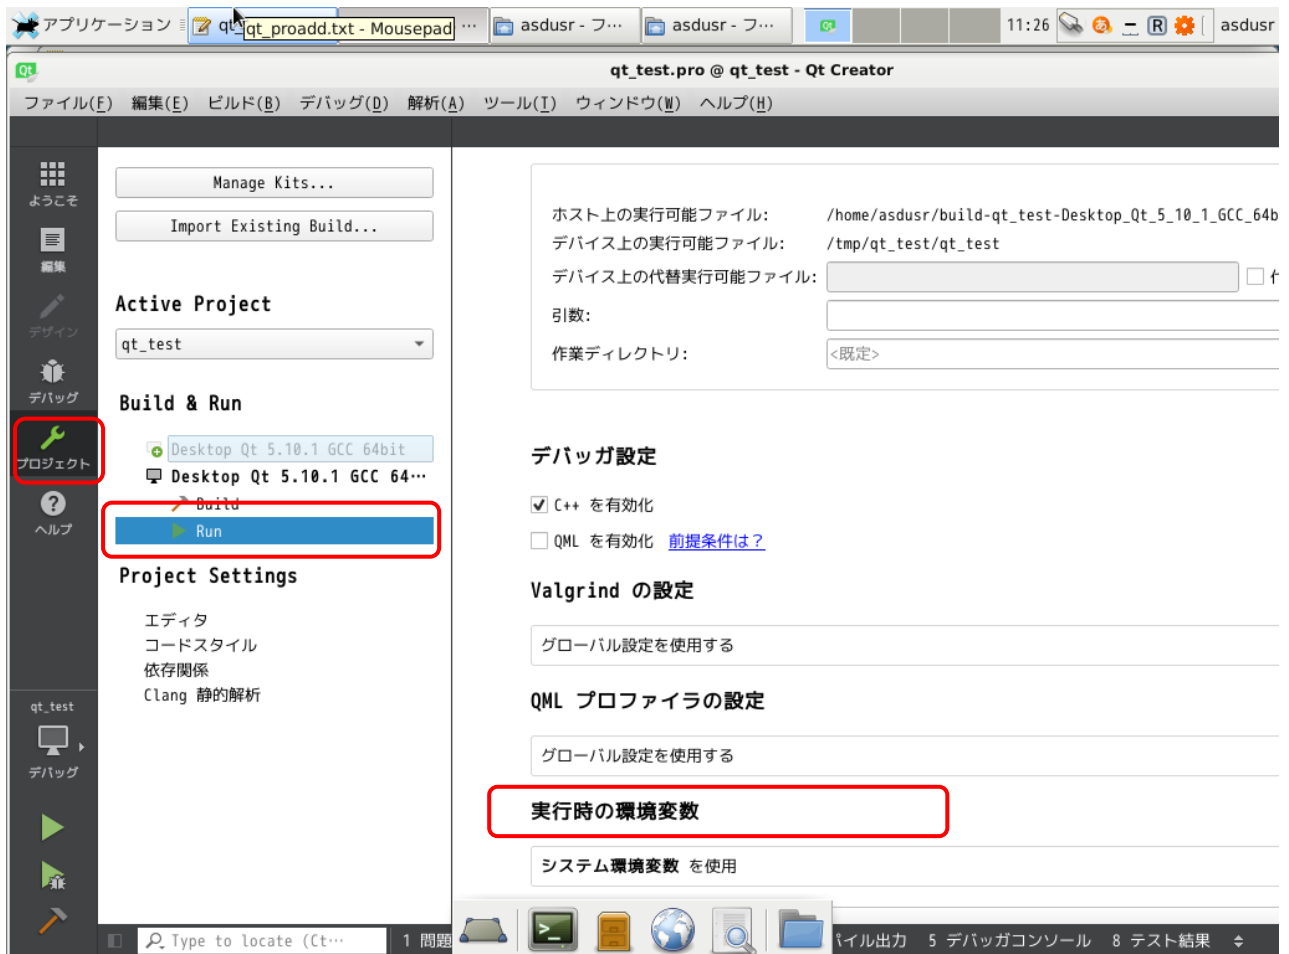 アプリケーション
qt
qt_proadd.txt - Mousepad
…
asdusr - フ…
asdusr - フ…
11:26
asdusr
qt_test.pro @ qt_test - Qt Creator
ファイル(F) 編集(E) ビルド(B) デバッグ(D) 解析(A) ツール(T) ウィンドウ(W) ヘルプ(H)
ようこそ
編集
デザイン
デバッグ
プロジェクト
ヘルプ
qt_test
デバッグ
Manage Kits...
Import Existing Build...
Active Project
qt_test
Build & Run
Desktop Qt 5.10.1 GCC 64bit
Desktop Qt 5.10.1 GCC 64…
Build
Run
Project Settings
エディタ
コードスタイル
依存関係
Clang 静的解析
ホスト上の実行可能ファイル: /home/asdusr/build-qt_test-Desktop_Qt_5_10_1_GCC_64b
デバイス上の実行可能ファイル: /tmp/qt_test/qt_test
デバイス上の代替実行可能ファイル:
引数:
作業ディレクトリ: <既定>
デバッガ設定
C++ を有効化
QML を有効化 前提条件は？
Valgrind の設定
グローバル設定を使用する
QML プロファイラの設定
グローバル設定を使用する
実行時の環境変数
システム環境変数 を使用
Type to locate (Ct…
1 問題
パイル出力 5 デバッガコンソール 8 テスト結果